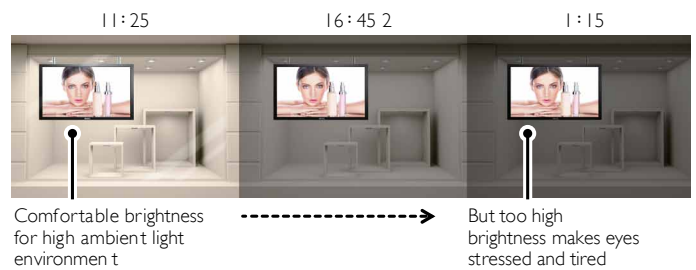 11:25
16:45 2
1:15
Comfortable brightness
for high ambient light
environmen t
But too high
brightness makes eyes
stressed and tired